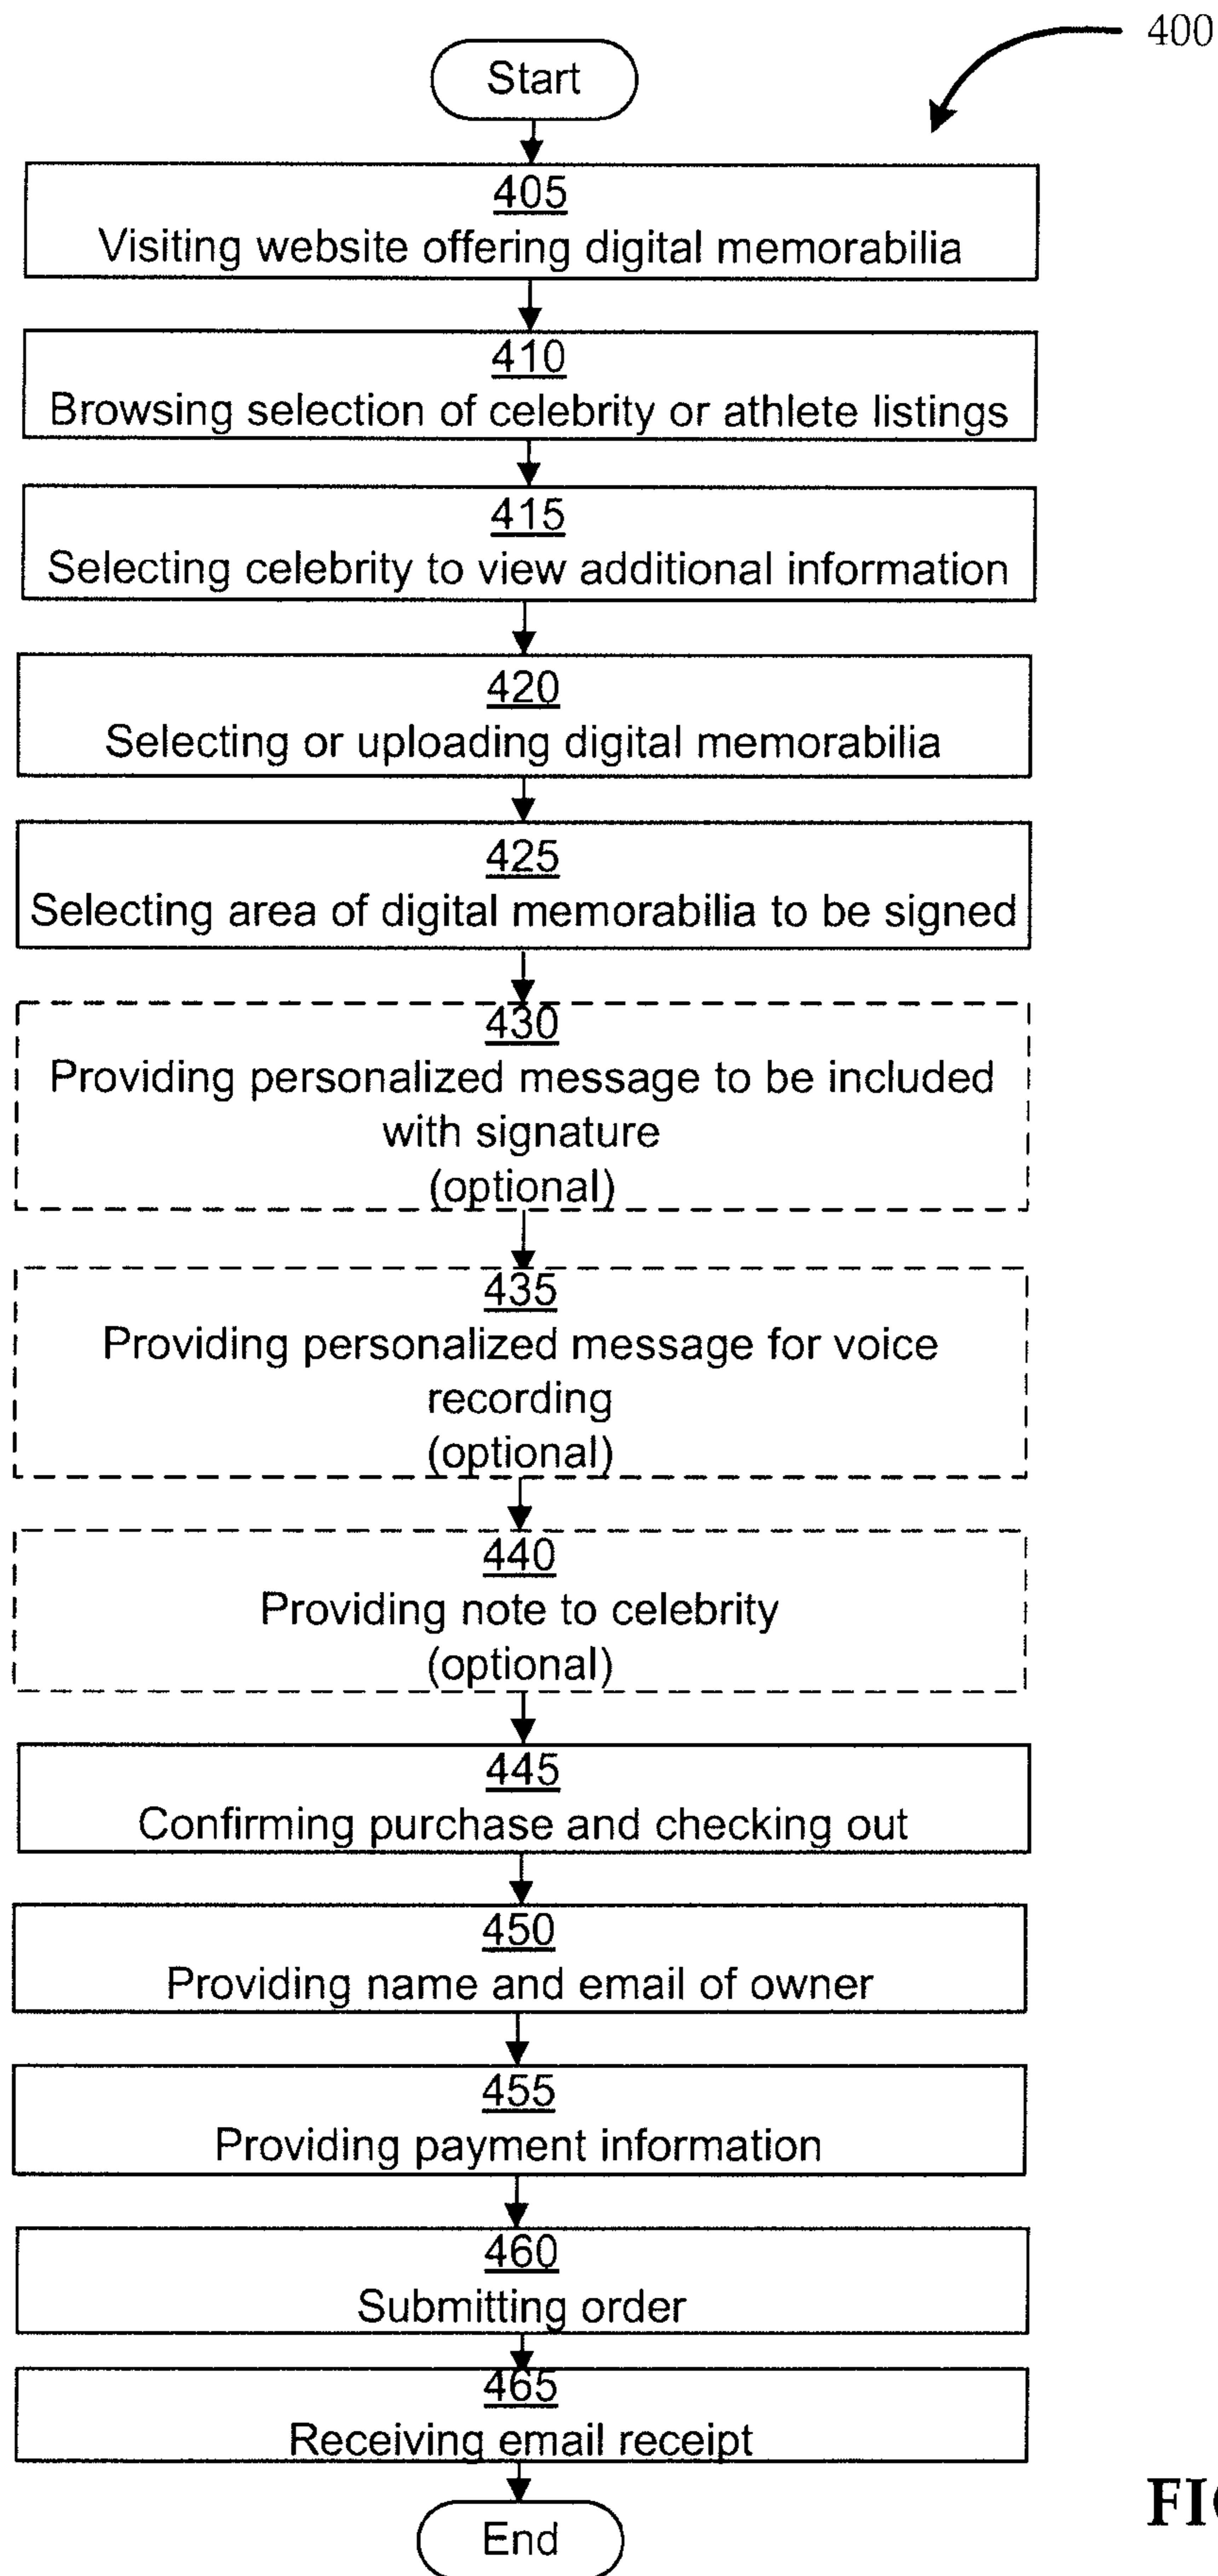 400
Start
405
Visiting website offering digital memorabilia
410
Browsing selection of celebrity or athlete listings
415
Selecting celebrity to view additional information
420
Selecting or uploading digital memorabilia
425
Selecting area of digital memorabilia to be signed
430
Providing personalized message to be included
with signature
(optional)
435
Providing personalized message for voice
recording
(optional)
440
Providing note to celebrity
(optional)
445
Confirming purchase and checking out
450
Providing name and email of owner
455
Providing payment information
460
Submitting order
465
Receiving email receipt
End